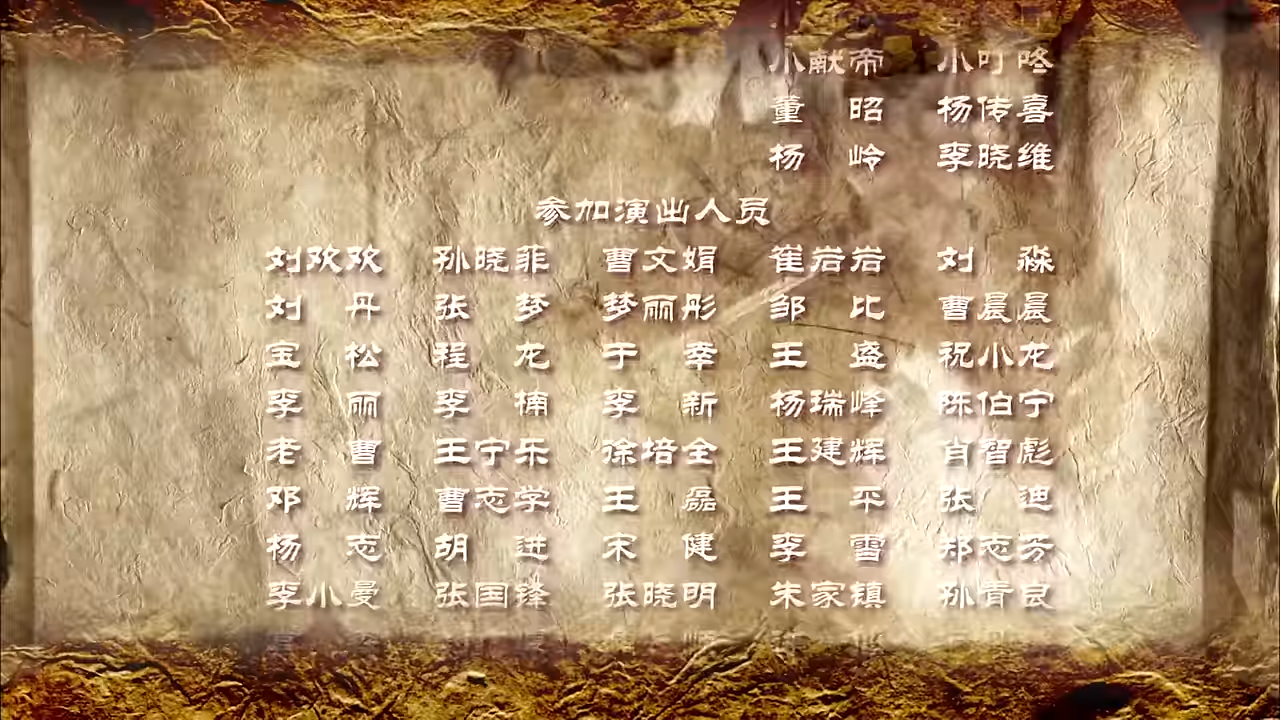 小献帝 小叮咚
董 昭 杨传喜
杨 岭 李晓维
参加演出人员
刘欢欢 孙晓菲 曹文娟 崔岩岩 刘 淼
刘 丹 张 梦 梦丽彤 邹 比 曹晨晨
宝 松 程 龙 于 幸 王 盛 祝小龙
李 丽 李 楠 李 新 杨瑞峰 陈伯宁
老 曹 王宁乐 徐培全 王建辉 肖智彪
邓 辉 曹志学 王 磊 王 平 张 迪
杨 志 胡 进 宋 健 李 雪 郑志芳
李小曼 张国锋 张晓明 朱家镇 孙青良